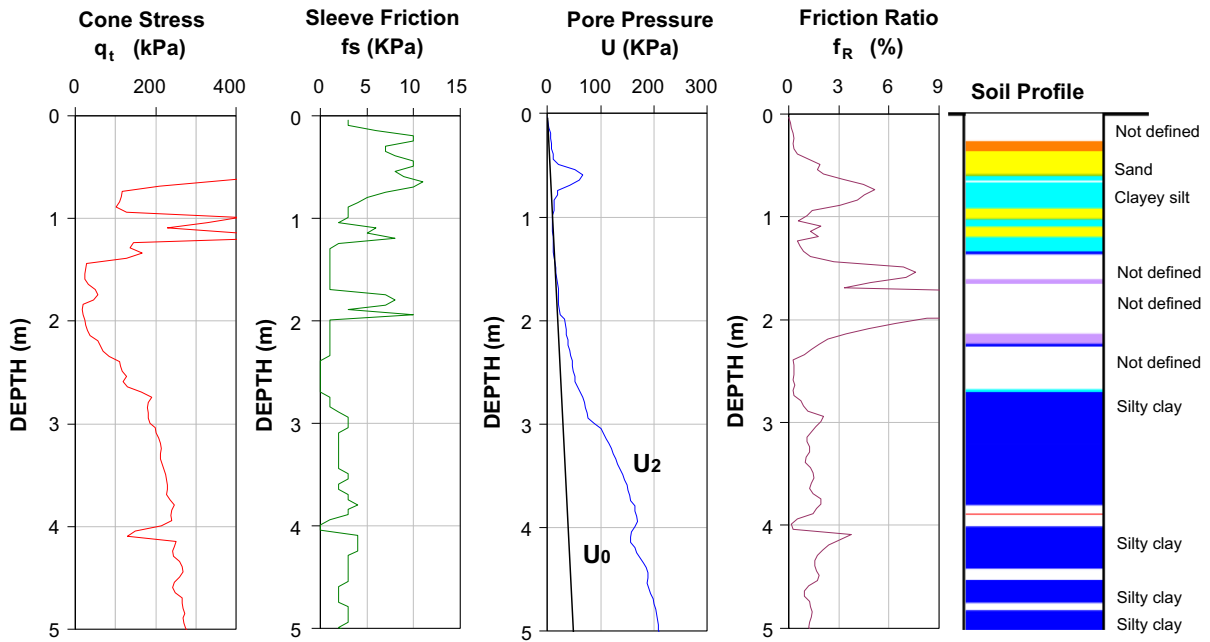 Cone Stress
qt (kPa)
0 200 400
DEPTH (m)
0
1
2
3
4
5
Sleeve Friction
fs (KPa)
0 5 10 15
DEPTH (m)
0
1
2
3
4
5
Pore Pressure
U (KPa)
0 100 200 300
DEPTH (m)
0
1
2
3
4
5
U2
U0
Friction Ratio
fR (%)
0 3 6 9
DEPTH (m)
0
1
2
3
4
5
Soil Profile
Not defined
Sand
Clayey silt
Not defined
Not defined
Not defined
Silty clay
Silty clay
Silty clay
Silty clay